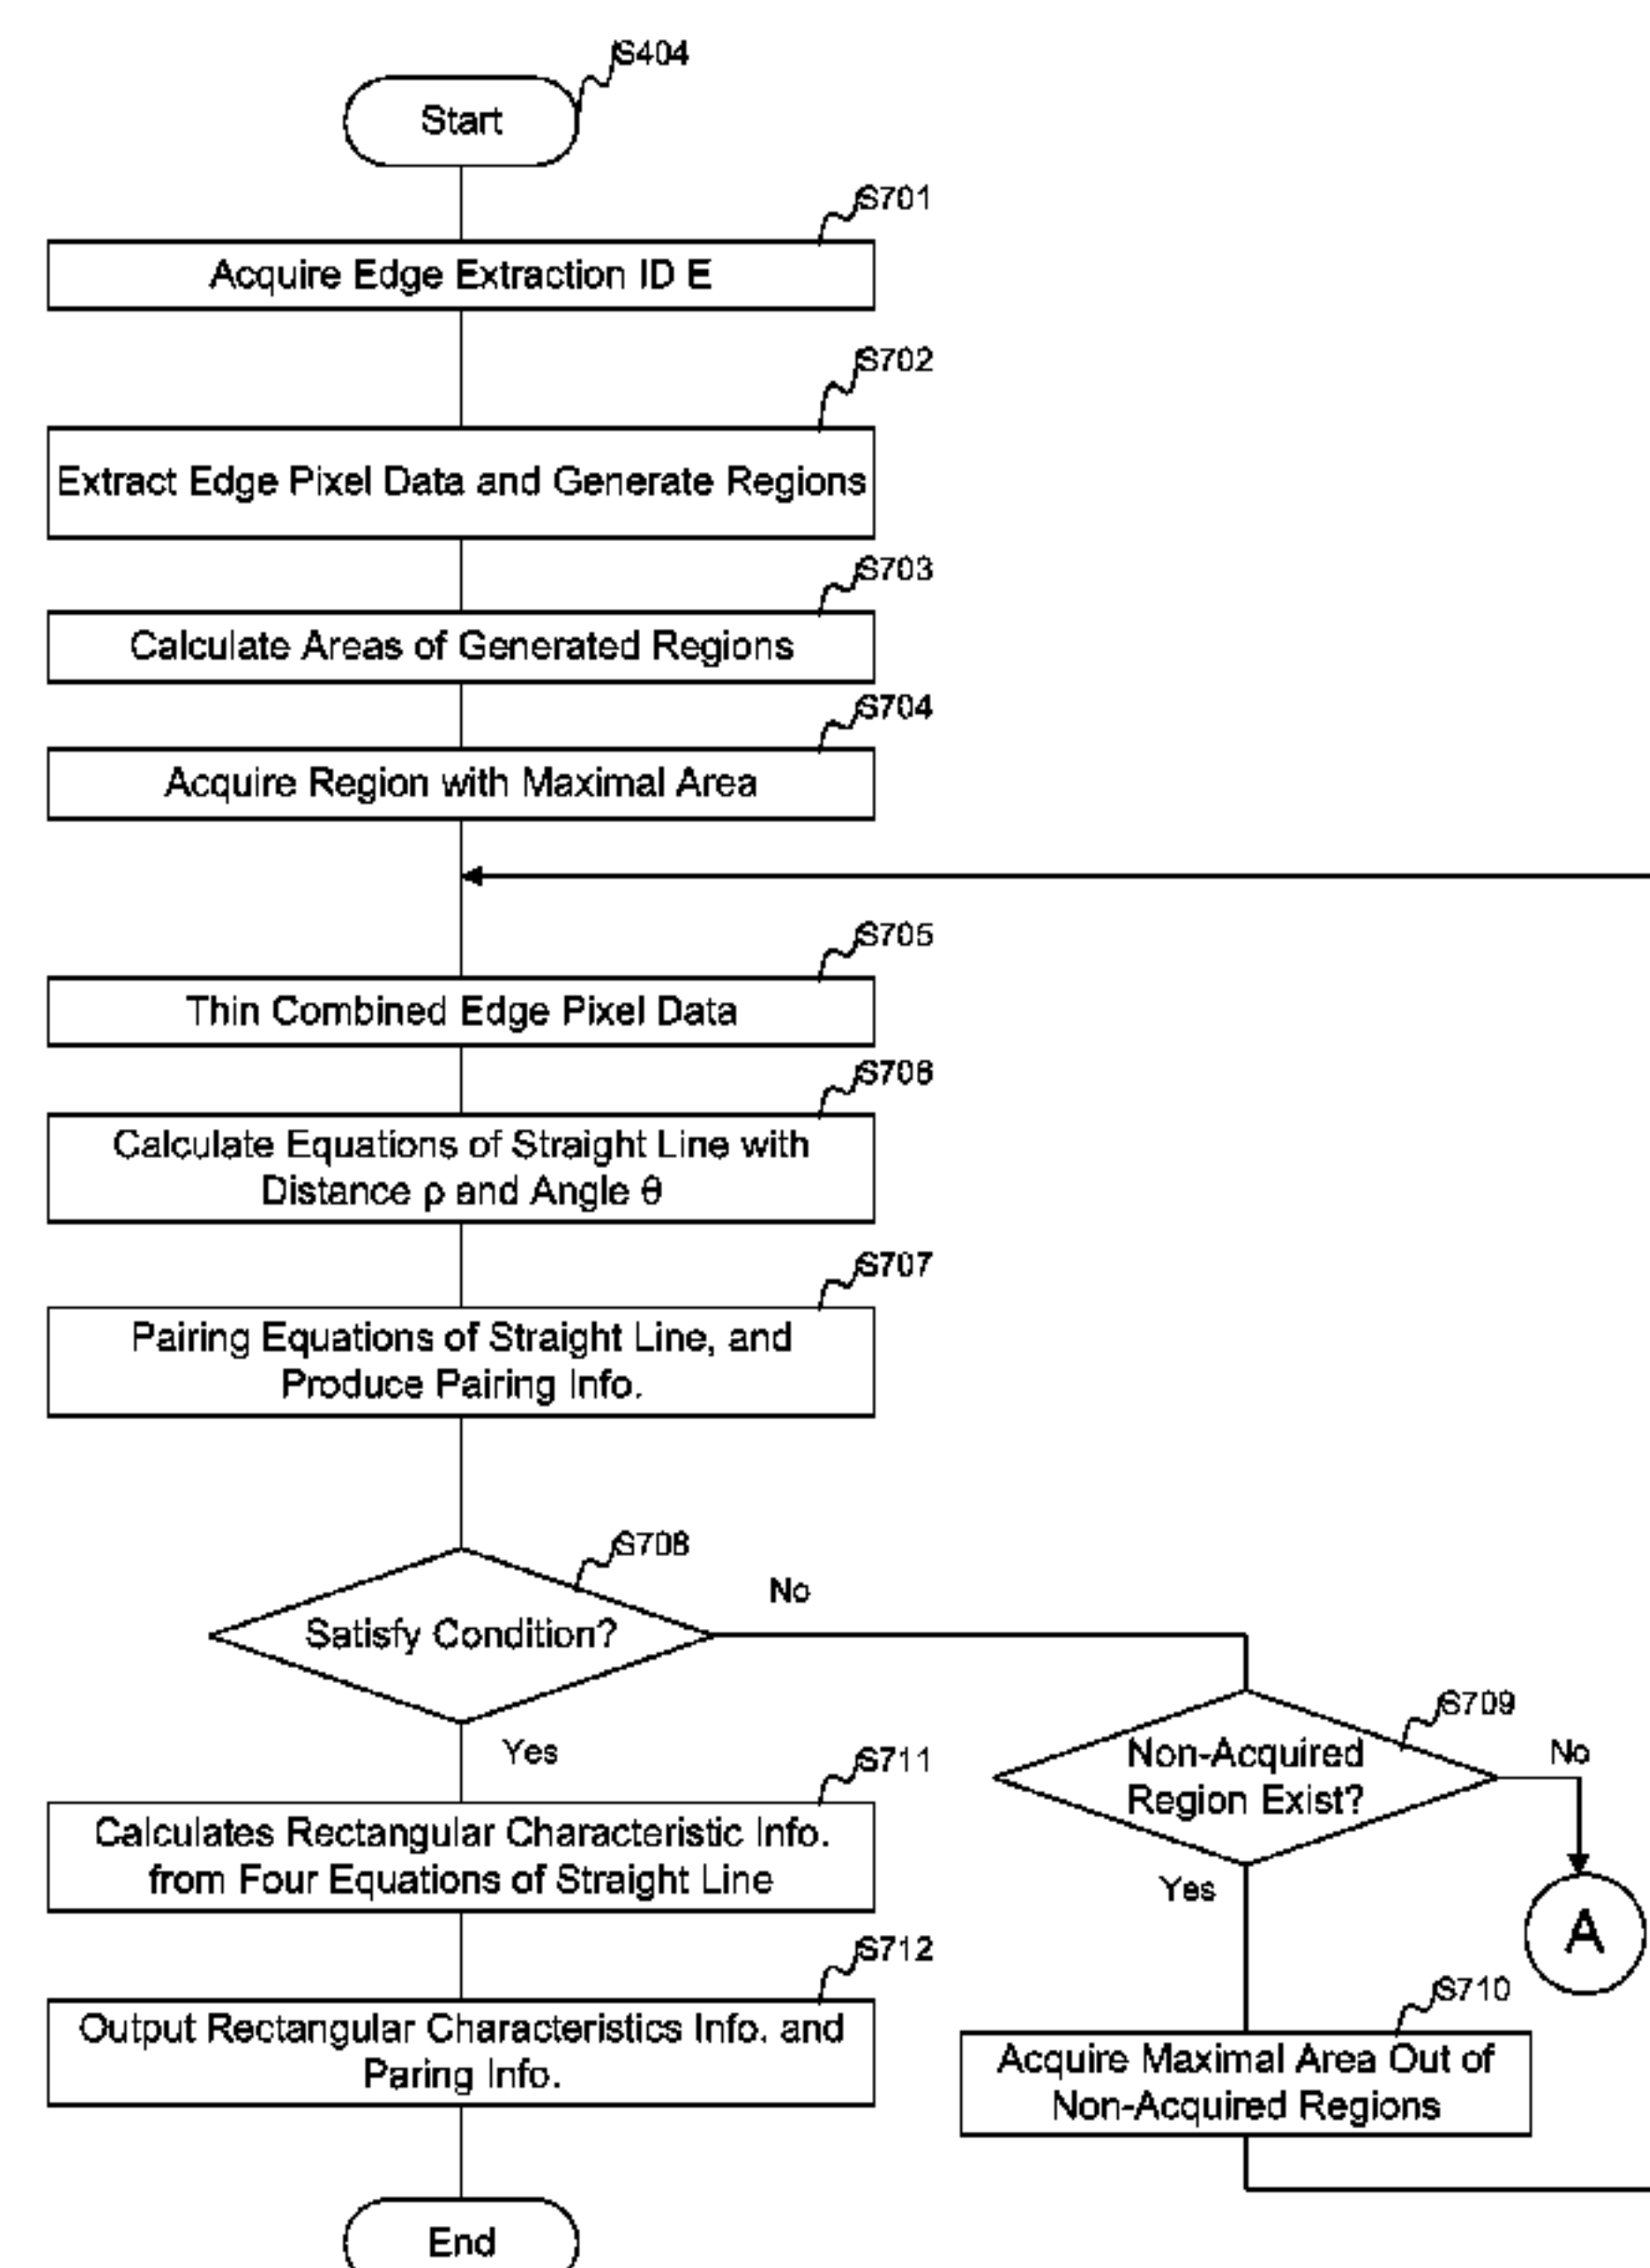 S404
Start
S701
Acquire Edge Extraction ID E
S702
Extract Edge Pixel Data and Generate Regions
S703
Calculate Areas of Generated Regions
S704
Acquire Region with Maximal Area
S705
Thin Combined Edge Pixel Data
S706
Calculate Equations of Straight Line with
Distance ρ and Angle θ
S707
Pairing Equations of Straight Line, and
Produce Pairing Info.
S708
Satisfy Condition?
No
Yes
S709
Non-Acquired
Region Exist?
No
Yes
A
S710
Acquire Maximal Area Out of
Non-Acquired Regions
S711
Calculates Rectangular Characteristic Info.
from Four Equations of Straight Line
S712
Output Rectangular Characteristics Info. and
Paring Info.
End